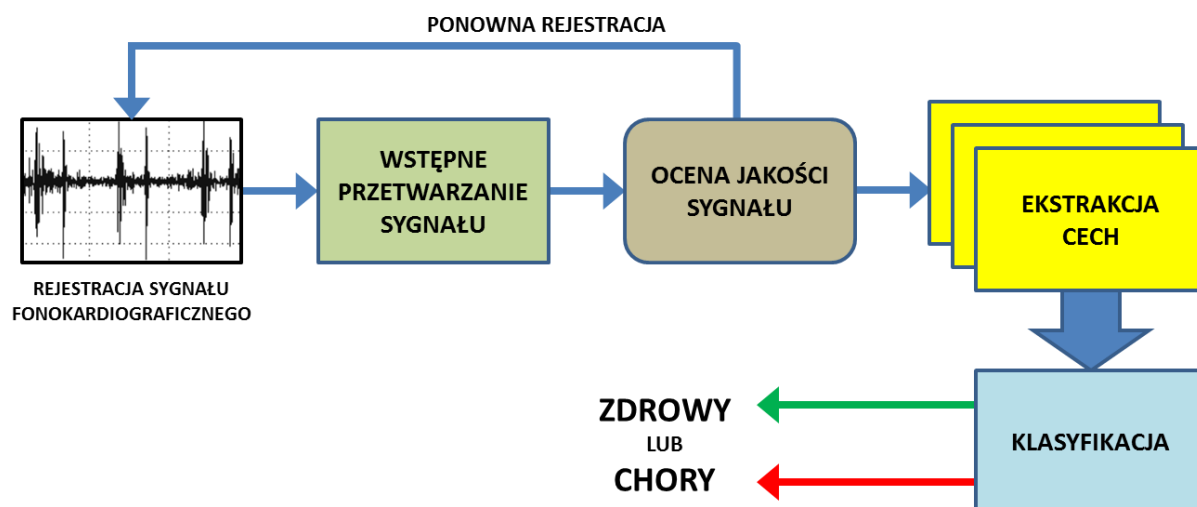 PONOWNA REJESTRACJA
REJESTRACJA SYGNAŁU
FONOKARDIOGRAFICZNEGO
WSTĘPNE
PRZETWARZANIE
SYGNAŁU
OCENA JAKOŚCI
SYGNAŁU
EKSTRAKCJA
CECH
KLASYFIKACJA
ZDROWY
LUB
CHORY